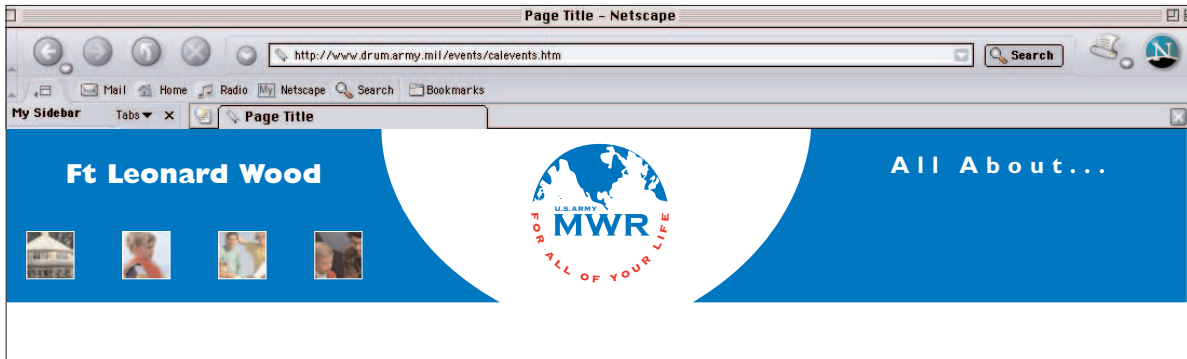 Page Title - Netscape
http://www.drum.army.mil/events/calevents.htm
Search
N
Mail Home Radio My Netscape Search Bookmarks
My Sidebar Tabs Page Title
Ft Leonard Wood
All About...
U.S.ARMY
MWR
FOR ALL OF YOUR LIFE